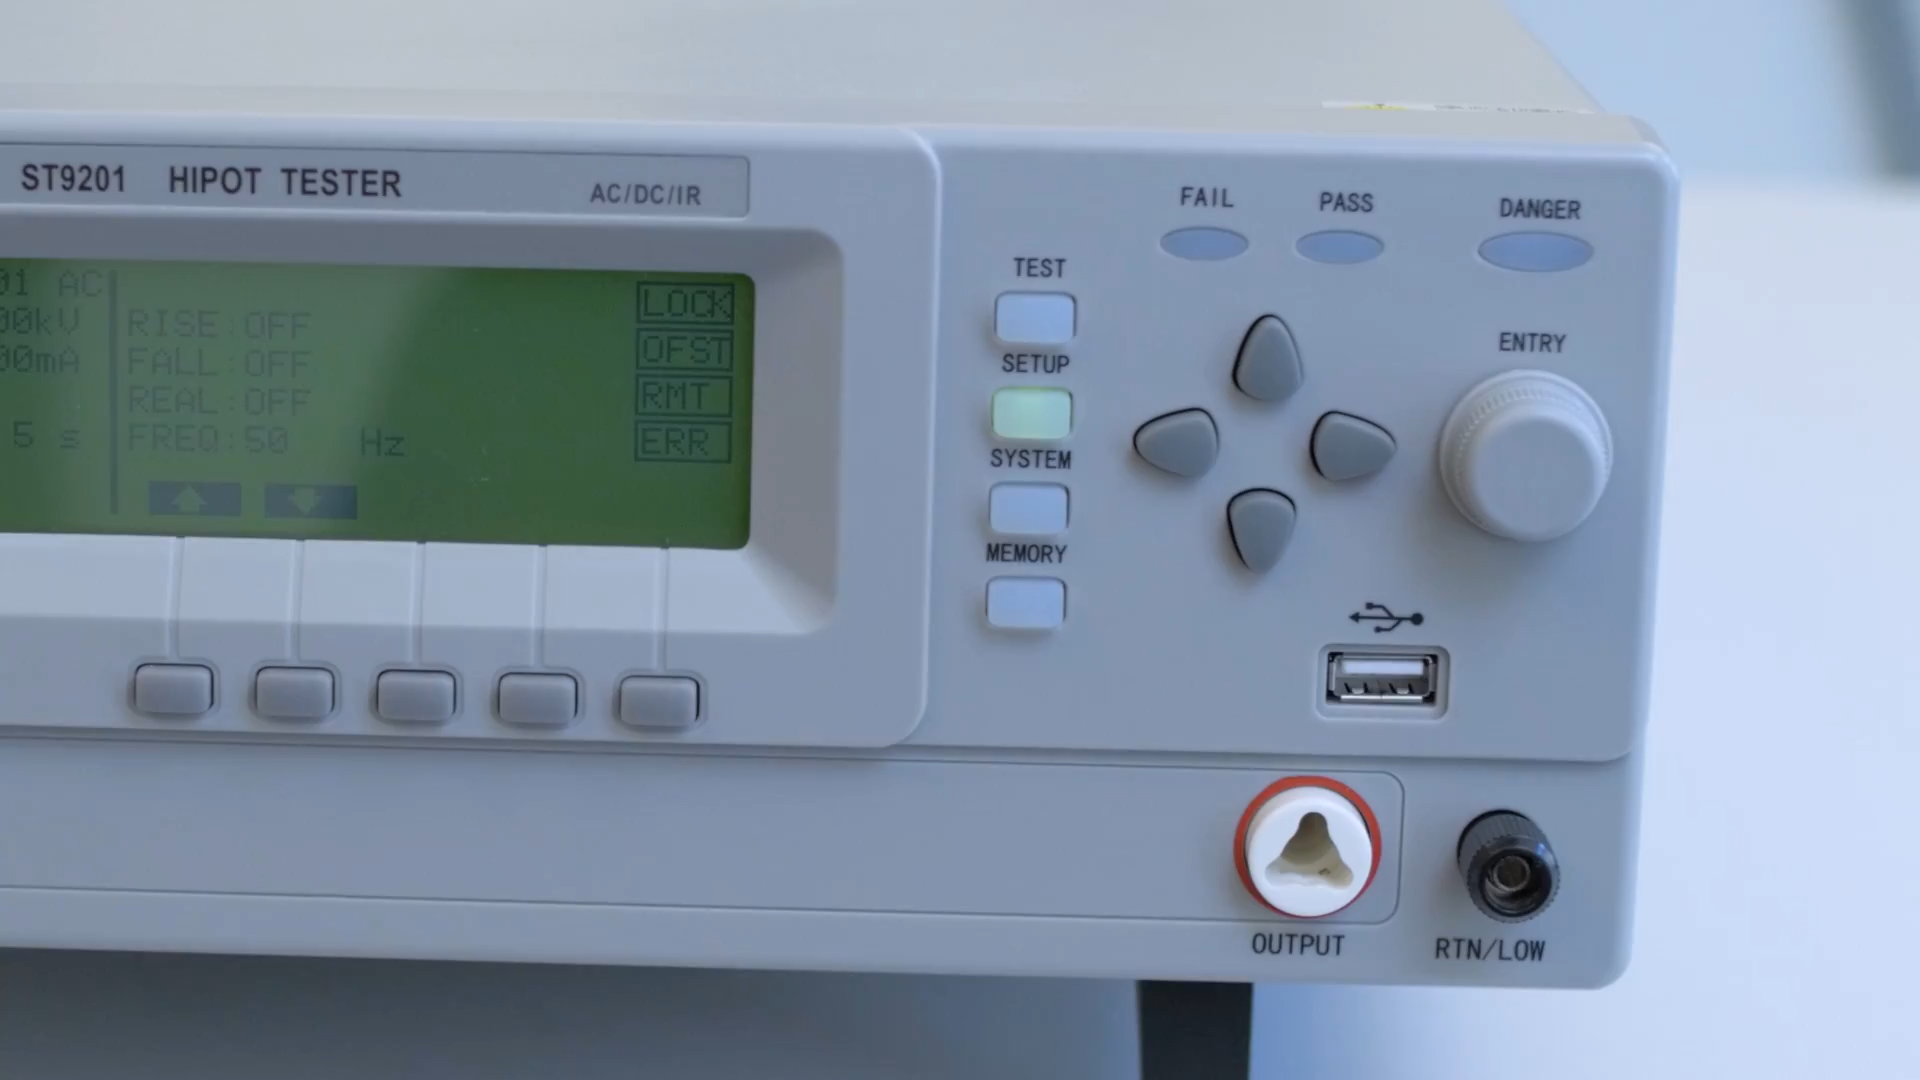 ST9201 HIPOT TESTER AC/DC/IR
FAIL PASS DANGER
TEST
SETUP
SYSTEM
MEMORY
ENTRY
01 AC
00kV RISE:OFF
00mA FALL:OFF
REAL:OFF
5 s FREQ:50 Hz
LOCK
OFST
RMT
ERR
OUTPUT RTN/LOW